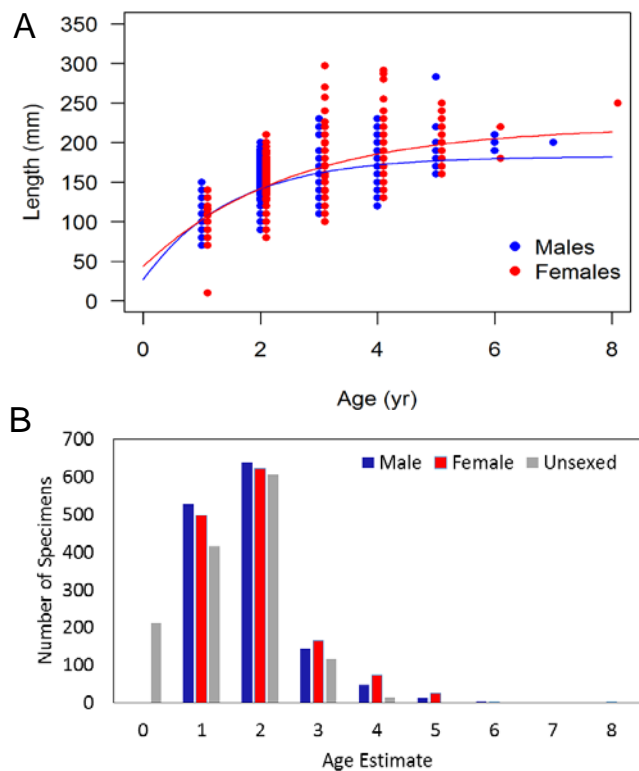 A
350
300
250
200
150
100
50
0
Length (mm)
Males
Females
0 2 4 6 8
Age (yr)
B
700
600
500
400
300
200
100
0
Number of Specimens
Male Female Unsexed
0 1 2 3 4 5 6 7 8
Age Estimate